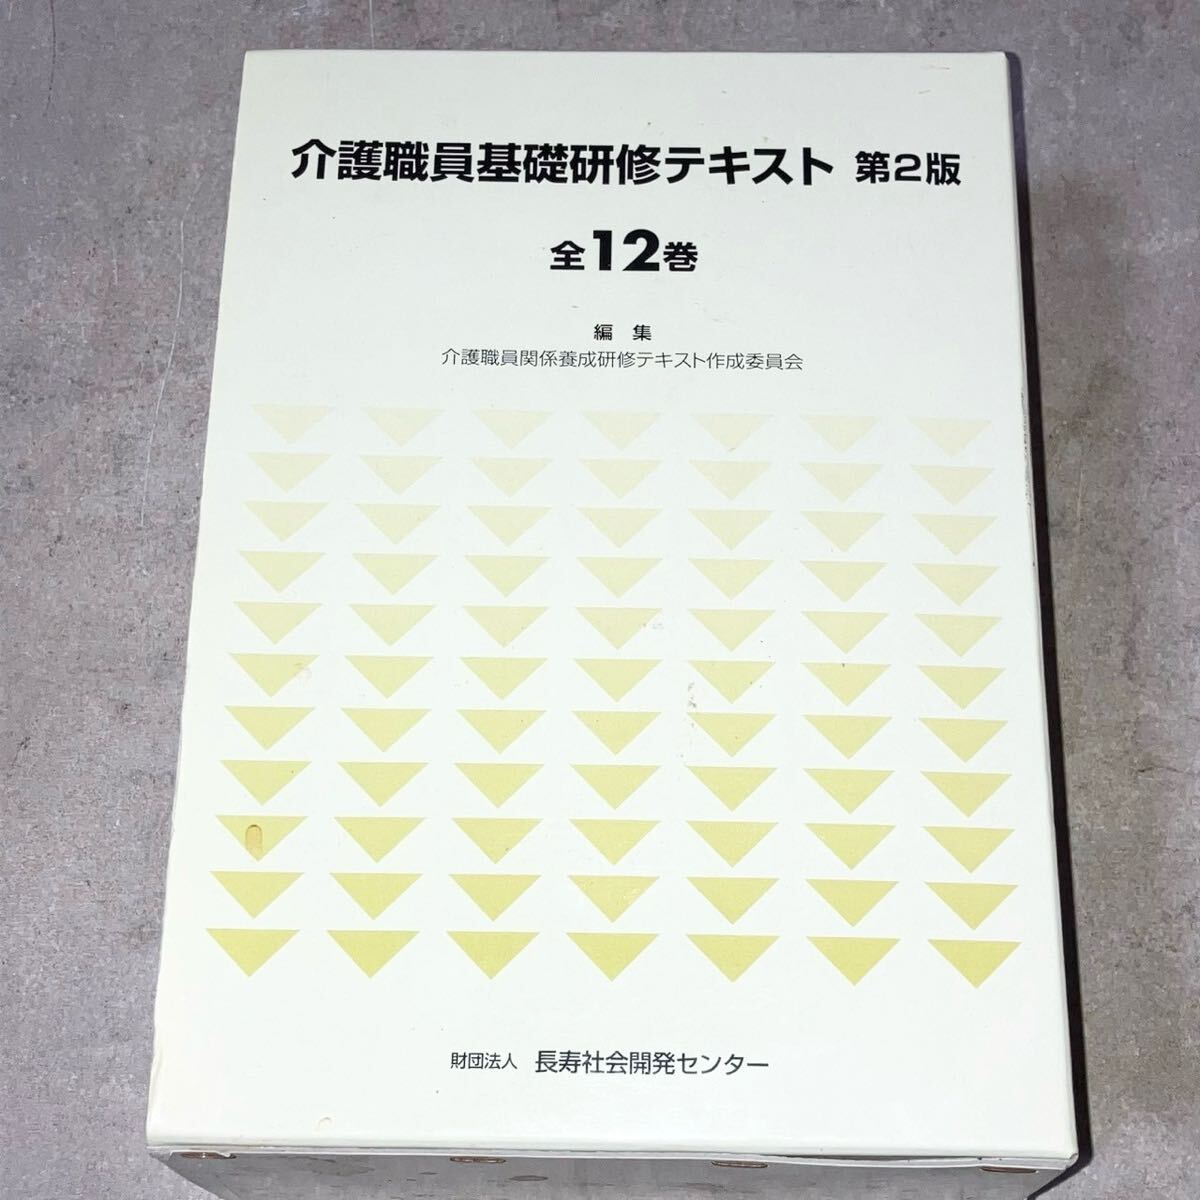 介護職員基礎研修テキスト 第2版
全12巻
編 集
介護職員関係養成研修テキスト作成委員会
財団法人 長寿社会開発センター